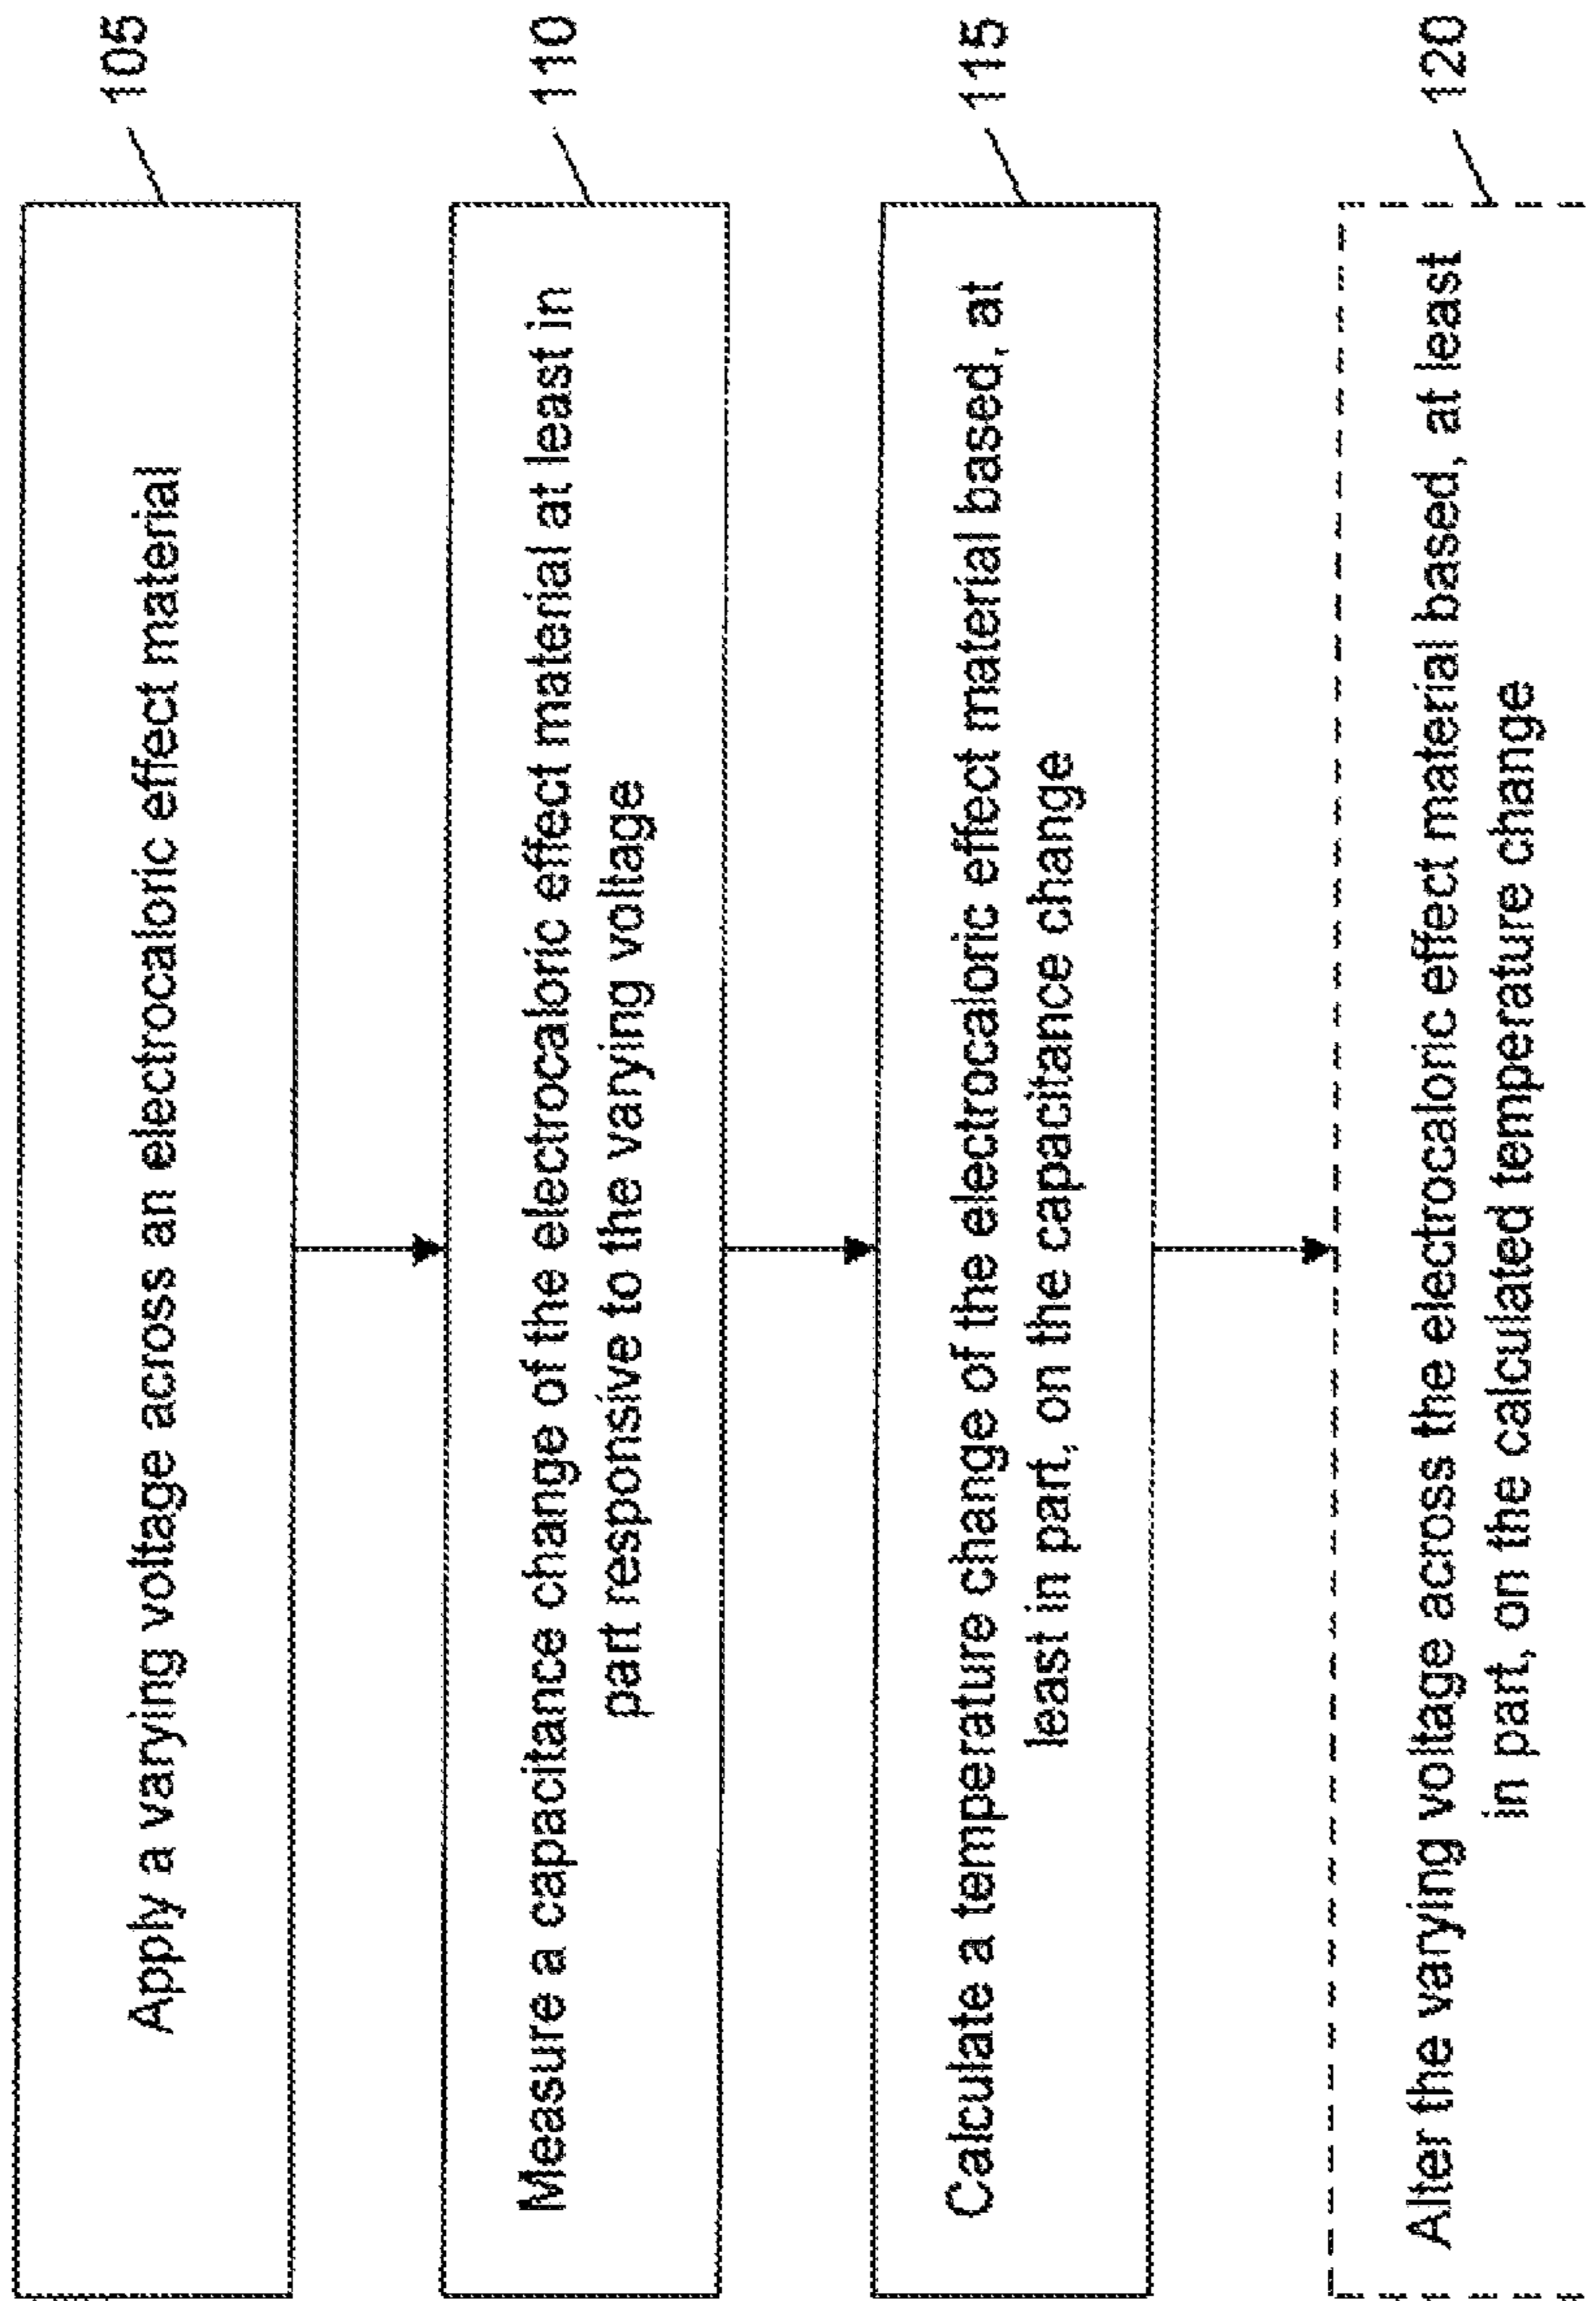 Apply a varying voltage across an electrocaloric effect material
105
Measure a capacitance change of the electrocaloric effect material at least in
part responsive to the varying voltage
110
Calculate a temperature change of the electrocaloric effect material based, at
least in part, on the capacitance change
115
Alter the varying voltage across the electrocaloric effect material based, at least
in part, on the calculated temperature change
120